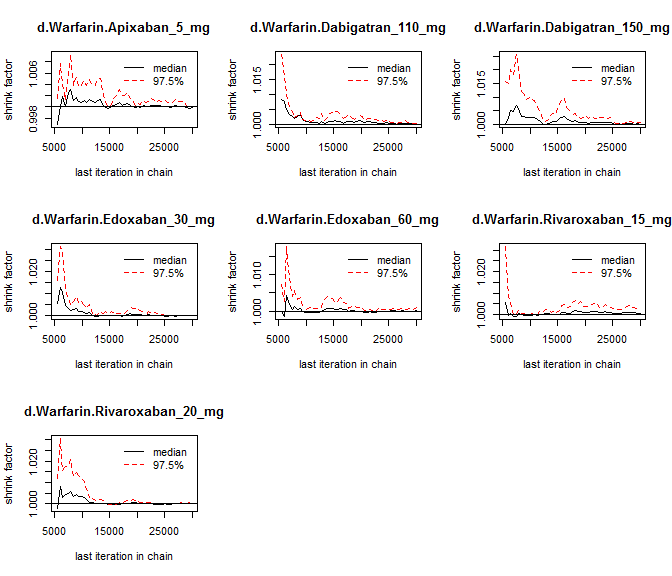 d.Warfarin.Apixaban_5_mg
shrink factor
0.998 1.006
median
97.5%
5000 15000 25000
last iteration in chain
d.Warfarin.Dabigatran_110_mg
shrink factor
1.000 1.015
median
97.5%
5000 15000 25000
last iteration in chain
d.Warfarin.Dabigatran_150_mg
shrink factor
1.000 1.015
median
97.5%
5000 15000 25000
last iteration in chain
d.Warfarin.Edoxaban_30_mg
shrink factor
1.000 1.020
median
97.5%
5000 15000 25000
last iteration in chain
d.Warfarin.Edoxaban_60_mg
shrink factor
1.000 1.010
median
97.5%
5000 15000 25000
last iteration in chain
d.Warfarin.Rivaroxaban_15_mg
shrink factor
1.000 1.020
median
97.5%
5000 15000 25000
last iteration in chain
d.Warfarin.Rivaroxaban_20_mg
shrink factor
1.000 1.020
median
97.5%
5000 15000 25000
last iteration in chain